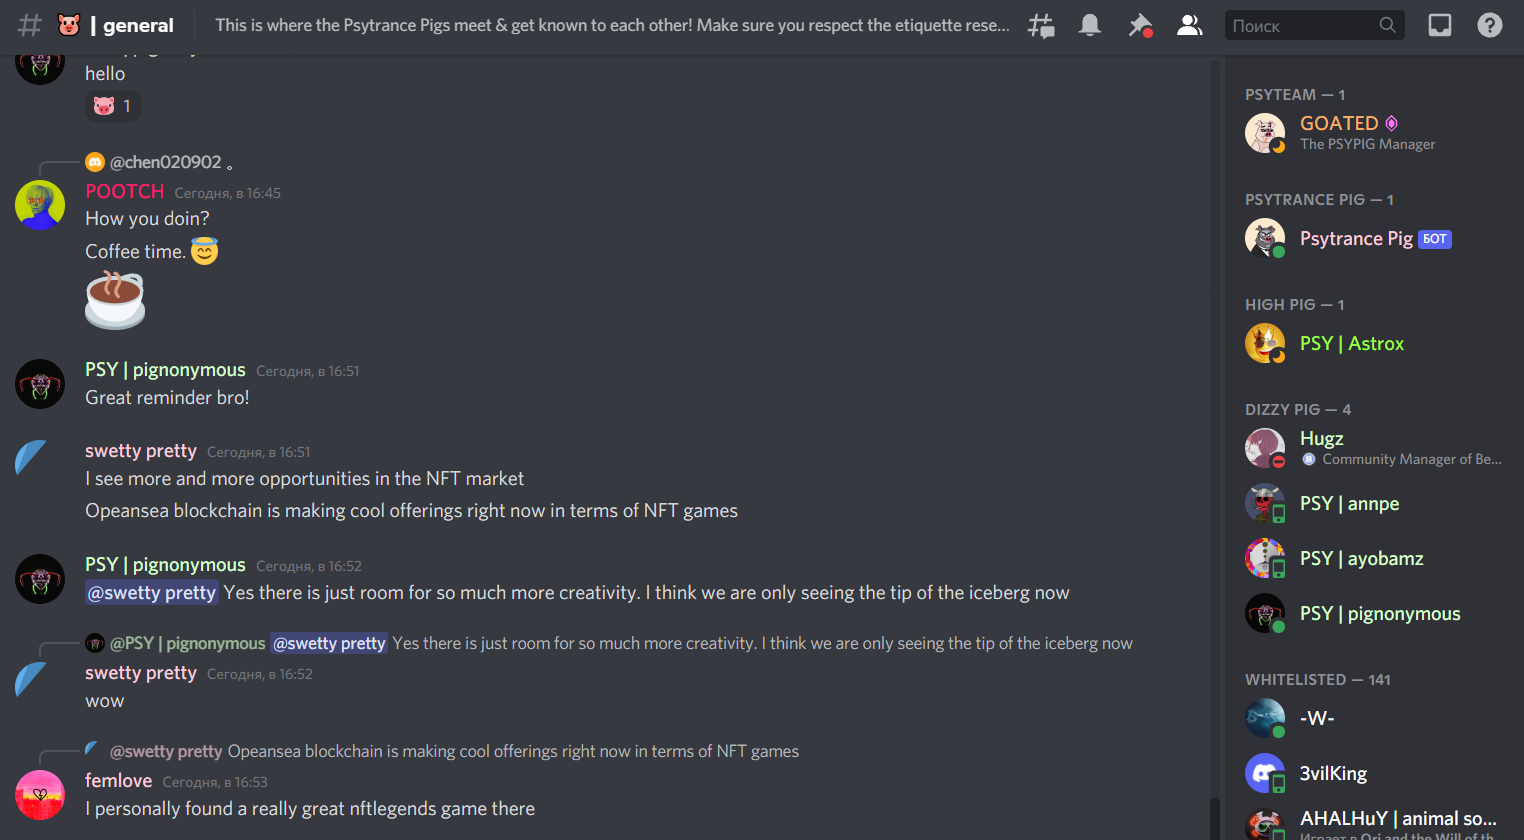 | general
This is where the Psytrance Pigs meet & get known to each other! Make sure you respect the etiquette rese...
Поиск
hello
1
@chen020902 。
POOTCH Сегодня, в 16:45
How you doin?
Coffee time.
PSY | pignonymous Сегодня, в 16:51
Great reminder bro!
swetty pretty Сегодня, в 16:51
I see more and more opportunities in the NFT market
Opeansea blockchain is making cool offerings right now in terms of NFT games
PSY | pignonymous Сегодня, в 16:52
@swetty pretty Yes there is just room for so much more creativity. I think we are only seeing the tip of the iceberg now
@PSY | pignonymous @swetty pretty Yes there is just room for so much more creativity. I think we are only seeing the tip of the iceberg now
swetty pretty Сегодня, в 16:52
wow
@swetty pretty Opeansea blockchain is making cool offerings right now in terms of NFT games
femlove Сегодня, в 16:53
I personally found a really great nftlegends game there
PSYTEAM — 1
GOATED
The PSYPIG Manager
PSYTRANCE PIG — 1
Psytrance Pig БОТ
HIGH PIG — 1
PSY | Astrox
DIZZY PIG — 4
Hugz
Community Manager of Be...
PSY | annpe
PSY | ayobamz
PSY | pignonymous
WHITELISTED — 141
-W-
3vilKing
AHALHuY | animal so...
Играет в Ori and the Will of th